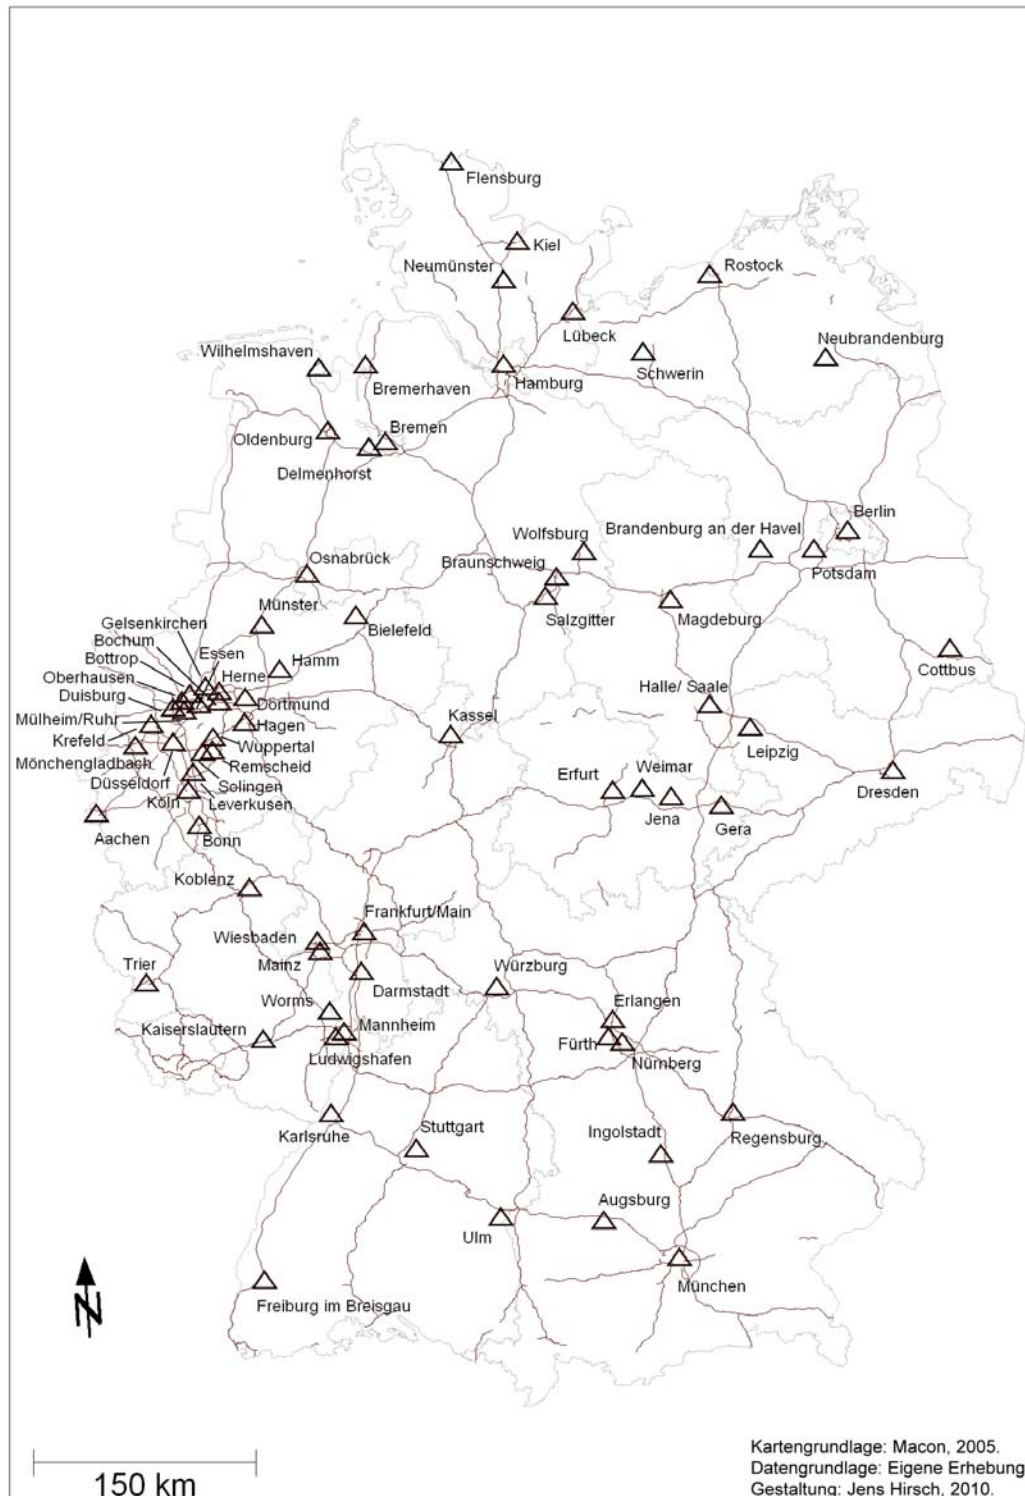 Flensburg
Kiel
Neumünster
Rostock
Lübeck
Neubrandenburg
Wilhelmshaven
Schwerin
Hamburg
Bremerhaven
Oldenburg
Bremen
Delmenhorst
Berlin
Wolfsburg
Brandenburg an der Havel
Osnabrück
Braunschweig
Potsdam
Münster
Salzgitter
Magdeburg
Gelsenkirchen
Bielefeld
Bochum
Essen
Bottrop
Hamm
Cottbus
Oberhausen
Herne
Halle/ Saale
Duisburg
Dortmund
Mülheim/Ruhr
Hagen
Kassel
Krefeld
Wuppertal
Leipzig
Mönchengladbach
Remscheid
Erfurt
Weimar
Düsseldorf
Solingen
Dresden
Köln
Leverkusen
Jena
Gera
Aachen
Bonn
Koblenz
Frankfurt/Main
Wiesbaden
Mainz
Trier
Würzburg
Darmstadt
Worms
Erlangen
Kaiserslautern
Mannheim
Fürth
Ludwigshafen
Nürnberg
Karlsruhe
Stuttgart
Ingolstadt
Regensburg
Augsburg
Ulm
München
Freiburg im Breisgau
N
150 km
Kartengrundlage: Macon, 2005.
Datengrundlage: Eigene Erhebung
Gestaltung: Jens Hirsch, 2010.